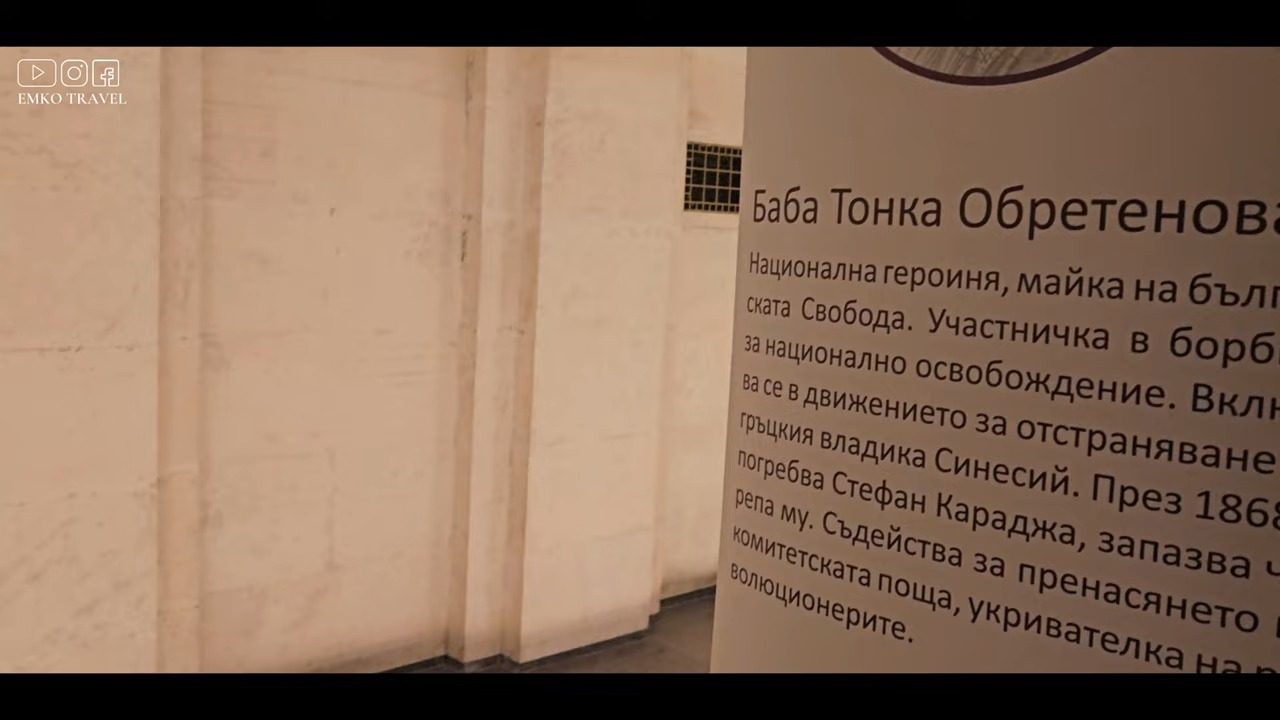 EMKO TRAVEL
Баба Тонка Обретенова
Национална героиня, майка на бълг
ската Свобода. Участничка в борб
за национално освобождение. Вклю
ва се в движението за отстраняване
гръцкия владика Синесий. През 1868
погребва Стефан Караджа, запазва ч
репа му. Съдейства за пренасянето
комитетската поща, укривателка на р
волюционерите.